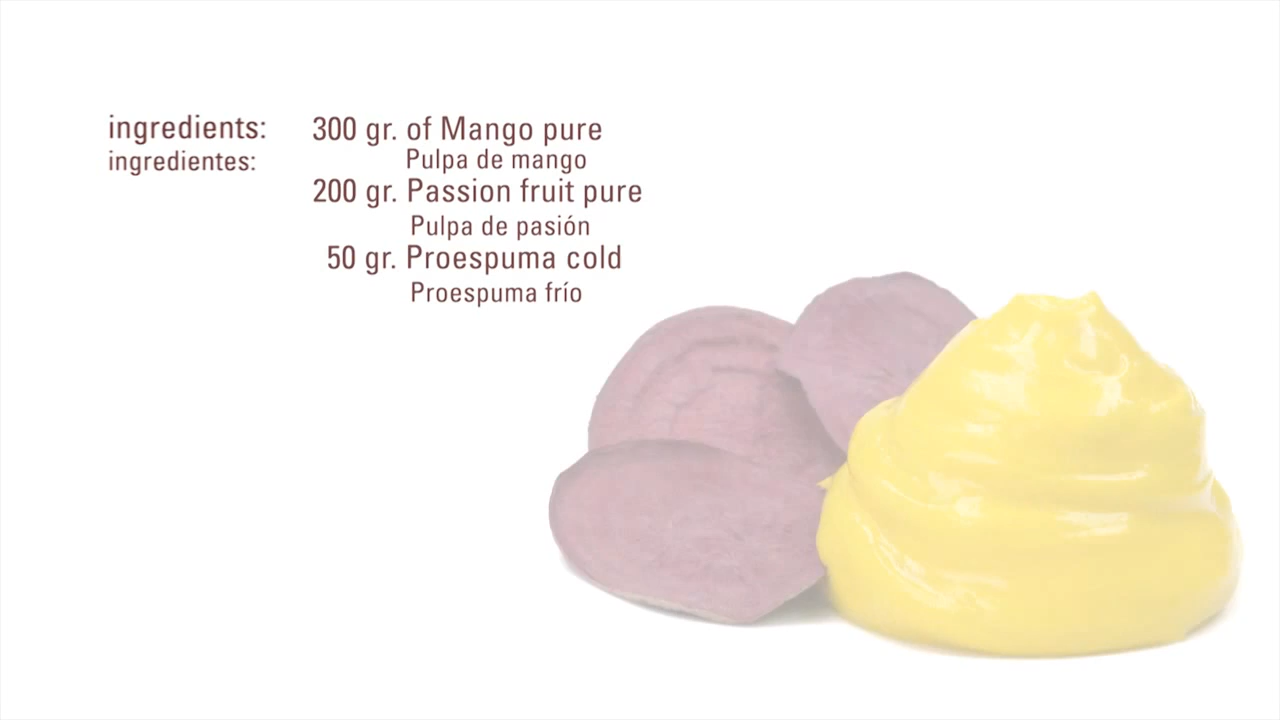 ingredients: 300 gr. of Mango pure
ingredientes: Pulpa de mango
200 gr. Passion fruit pure
Pulpa de pasión
50 gr. Proespuma cold
Proespuma frío